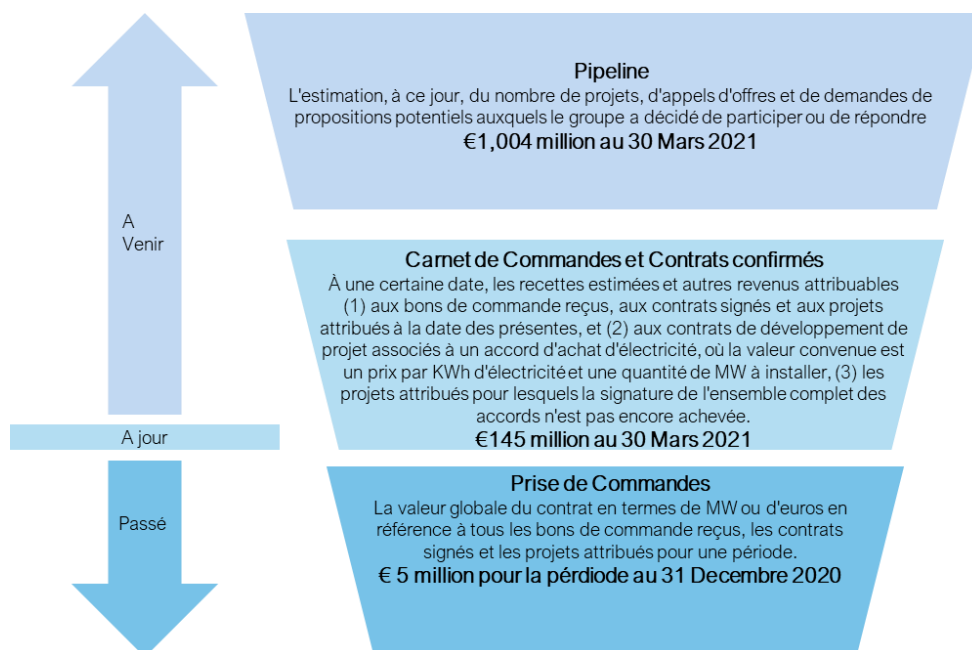 Pipeline
L'estimation, à ce jour, du nombre de projets, d'appels d'offres et de demandes de
propositions potentiels auxquels le groupe a décidé de participer ou de répondre
€1,004 million au 30 Mars 2021
A
Venir
Carnet de Commandes et Contrats confirmés
À une certaine date, les recettes estimées et autres revenus attribuables
(1) aux bons de commande reçus, aux contrats signés et aux projets
attribués à la date des présentes, et (2) aux contrats de développement de
projet associés à un accord d'achat d'électricité, où la valeur convenue est
un prix par KWh d'électricité et une quantité de MW à installer, (3) les
projets attribués pour lesquels la signature de l'ensemble complet des
accords n'est pas encore achevée.
€145 million au 30 Mars 2021
A jour
Passé
Prise de Commandes
La valeur globale du contrat en termes de MW ou d'euros en
référence à tous les bons de commande reçus, les contrats
signés et les projets attribués pour une période.
€ 5 million pour la pérdiode au 31 Decembre 2020